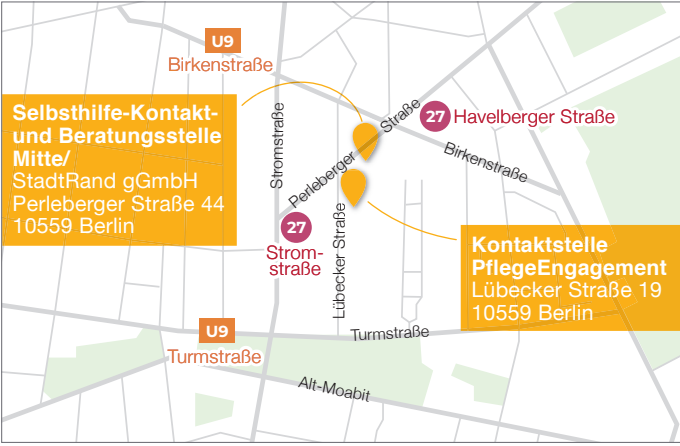 U9
Birkenstraße
Selbsthilfe-Kontakt-
und Beratungsstelle
Mitte/
StadtRand gGmbH
Perleberger Straße 44
10559 Berlin
Stromstraße
Perleberger Straße
27 Havelberger Straße
Birkenstraße
27
Strom-
straße
Lübecker Straße
Kontaktstelle
PflegeEngagement
Lübecker Straße 19
10559 Berlin
U9
Turmstraße
Turmstraße
Alt-Moabit